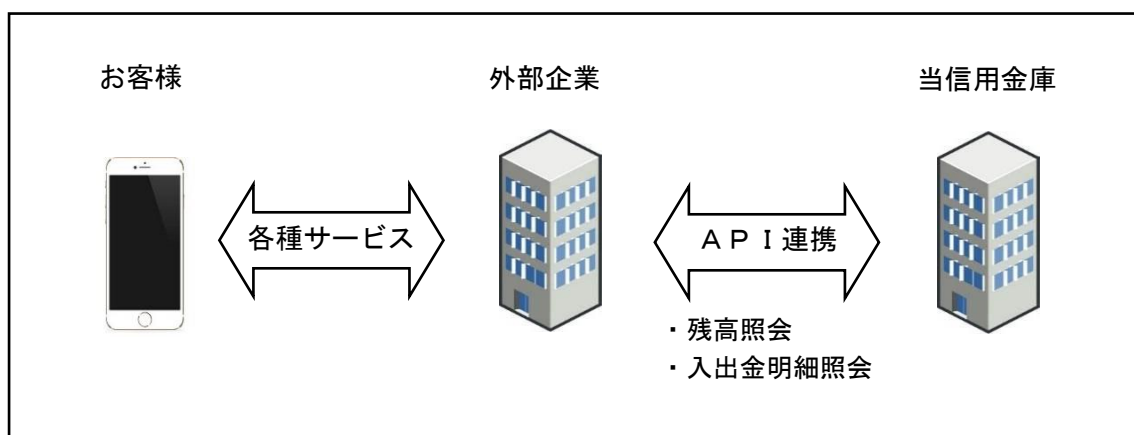 お客様
外部企業
当信用金庫
各種サービス
ＡＰＩ連携
・残高照会
・入出金明細照会